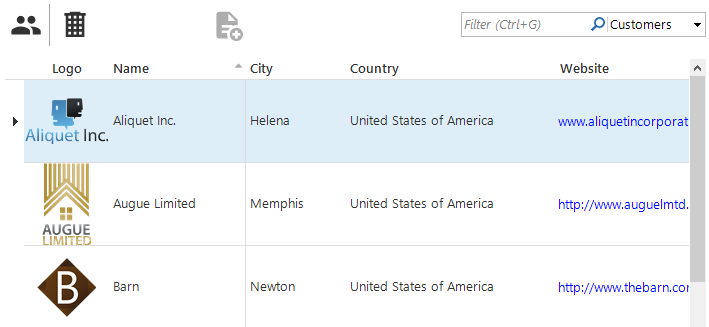 Filter (Ctrl+G) Customers
Logo Name City Country Website
Aliquet Inc. Aliquet Inc. Helena United States of America www.aliquetincorporat
AUGUE
LIMITED
Augue Limited Memphis United States of America http://www.auguelmtd.
B Barn Newton United States of America http://www.thebarn.cor